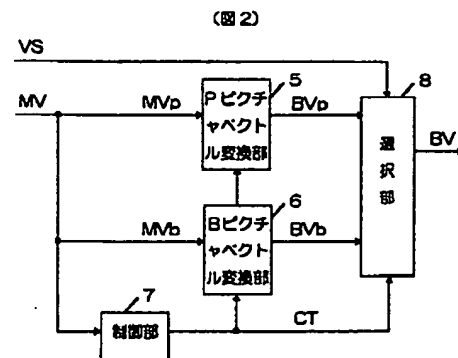 (図2)
VS
5
8
MV
MVp
Pピクチ
ャベクト
ル変換部
BVp
選
択
部
BV
6
MVb
Bピクチ
ャベクト
ル変換部
BVb
7
制御部
CT